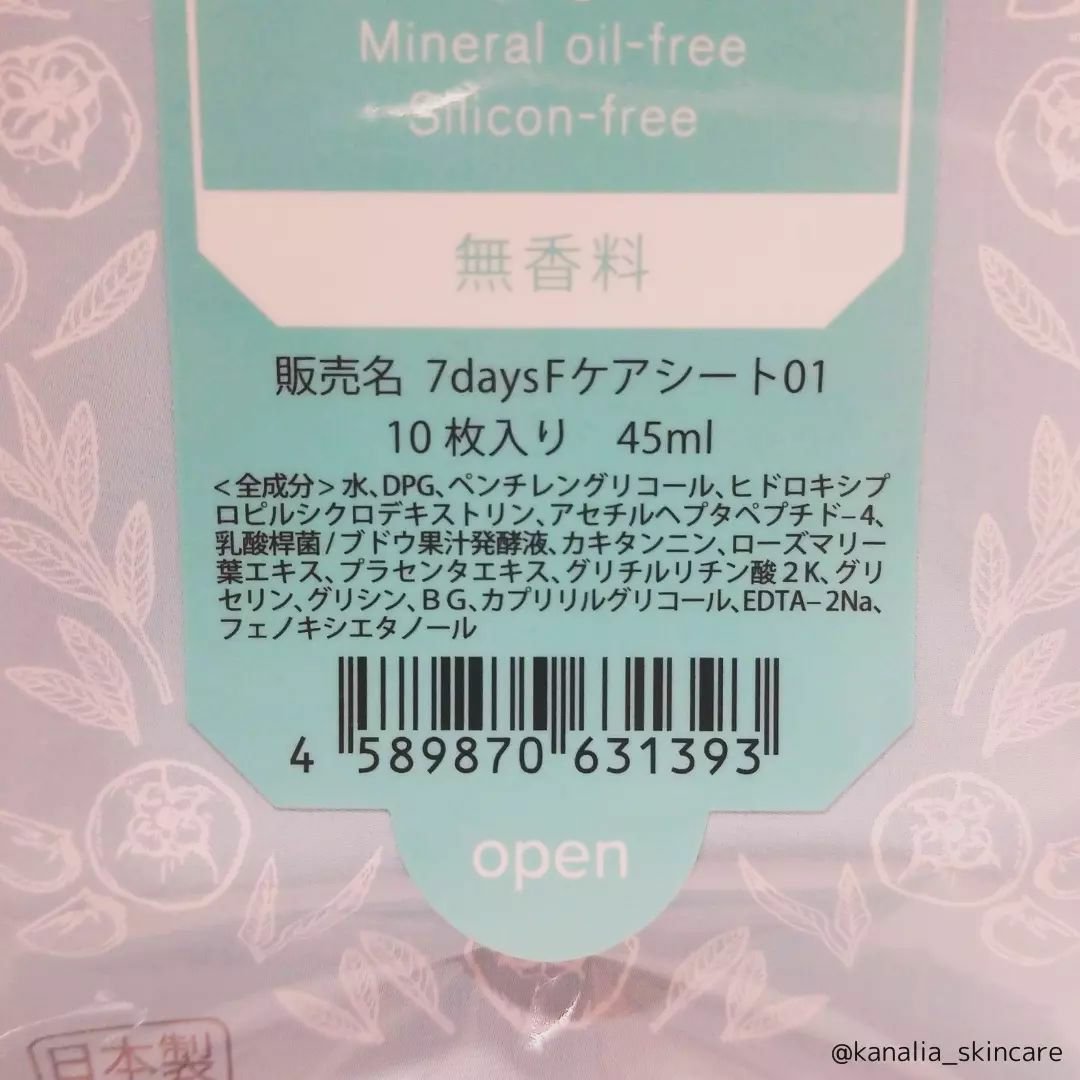 Mineral oil-free
Silicon-free
無香料
販売名 7daysFケアシート01
10枚入り 45ml
<全成分>水、DPG、ペンチレングリコール、ヒドロキシプ
ロピルシクロデキストリン、アセチルヘプタペプチド-4、
乳酸桿菌/ブドウ果汁発酵液、カキタンニン、ローズマリー
葉エキス、プラセンタエキス、グリチルリチン酸2K、グリ
セリン、グリシン、BG、カプリリルグリコール、EDTA-2Na、
フェノキシエタノール
4 589870 631393
open
日本製
@kanalia_skincare